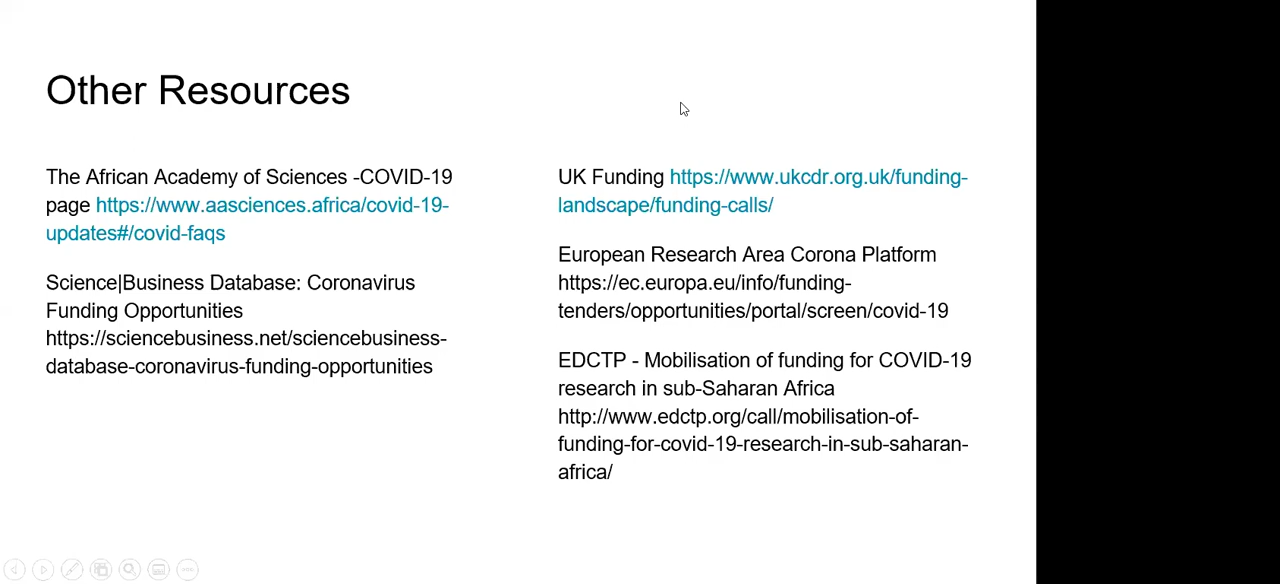 Other Resources
The African Academy of Sciences -COVID-19
page https://www.aasciences.africa/covid-19-
updates#/covid-faqs
Science|Business Database: Coronavirus
Funding Opportunities
https://sciencebusiness.net/sciencebusiness-
database-coronavirus-funding-opportunities
UK Funding https://www.ukcdr.org.uk/funding-
landscape/funding-calls/
European Research Area Corona Platform
https://ec.europa.eu/info/funding-
tenders/opportunities/portal/screen/covid-19
EDCTP - Mobilisation of funding for COVID-19
research in sub-Saharan Africa
http://www.edctp.org/call/mobilisation-of-
funding-for-covid-19-research-in-sub-saharan-
africa/